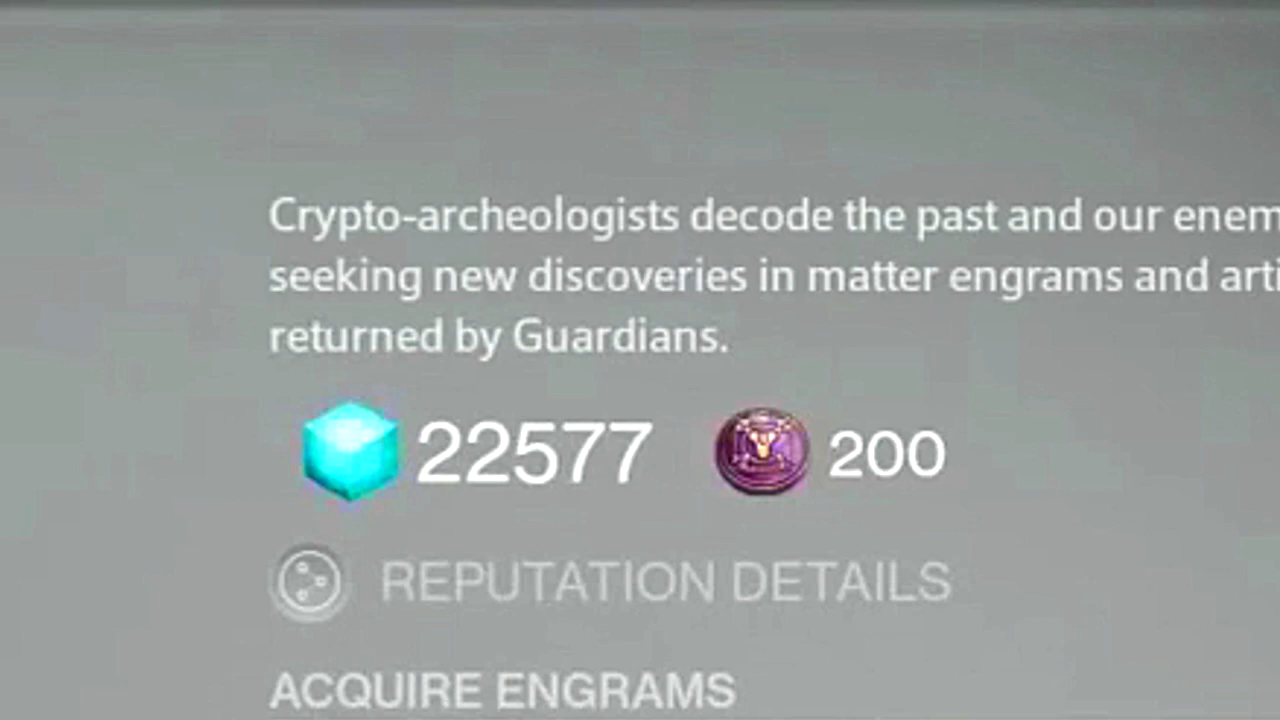 Crypto-archeologists decode the past and our
seeking new discoveries in matter engrams and
returned by Guardians.
22577 200
REPUTATION DETAILS
ACQUIRE ENGRAMS